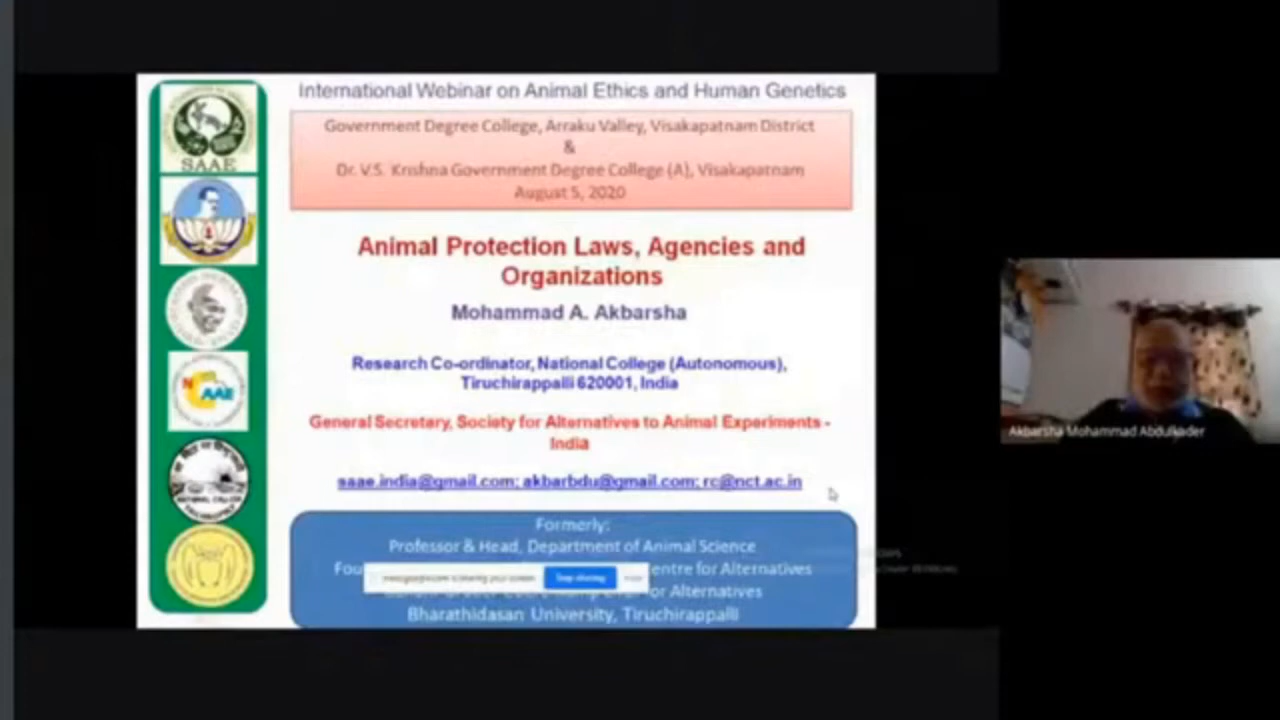 International Webinar on Animal Ethics and Human Genetics
Government Degree College, Arraku Valley, Visakapatnam District
&
Dr. V.S. Krishna Government Degree College (A), Visakapatnam
August 5, 2020
SAAE
Animal Protection Laws, Agencies and
Organizations
Mohammad A. Akbarsha
Research Co-ordinator, National College (Autonomous),
Tiruchirappalli 620001, India
General Secretary, Society for Alternatives to Animal Experiments -
India
saae.india@gmail.com; akbarbdu@gmail.com; rc@nct.ac.in
Formerly:
Professor & Head, Department of Animal Science
Fou entre for Alternatives
Stop sharing
for Alternatives
Bharathidasan University, Tiruchirappalli
Akbarsha Mohammad Abdulkader